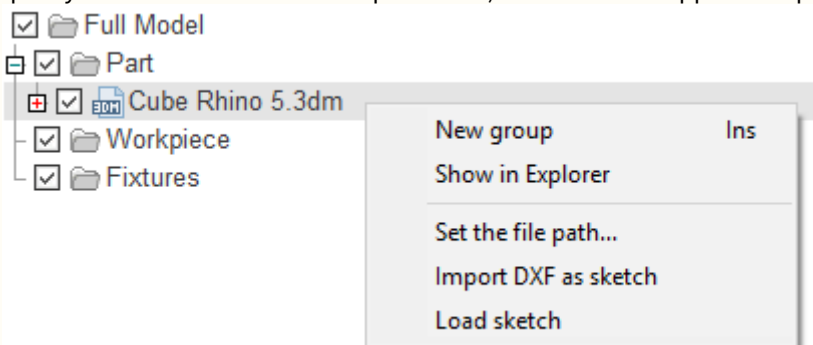 Full Model
Part
Cube Rhino 5.3dm
Workpiece
Fixtures
New group Ins
Show in Explorer
Set the file path...
Import DXF as sketch
Load sketch